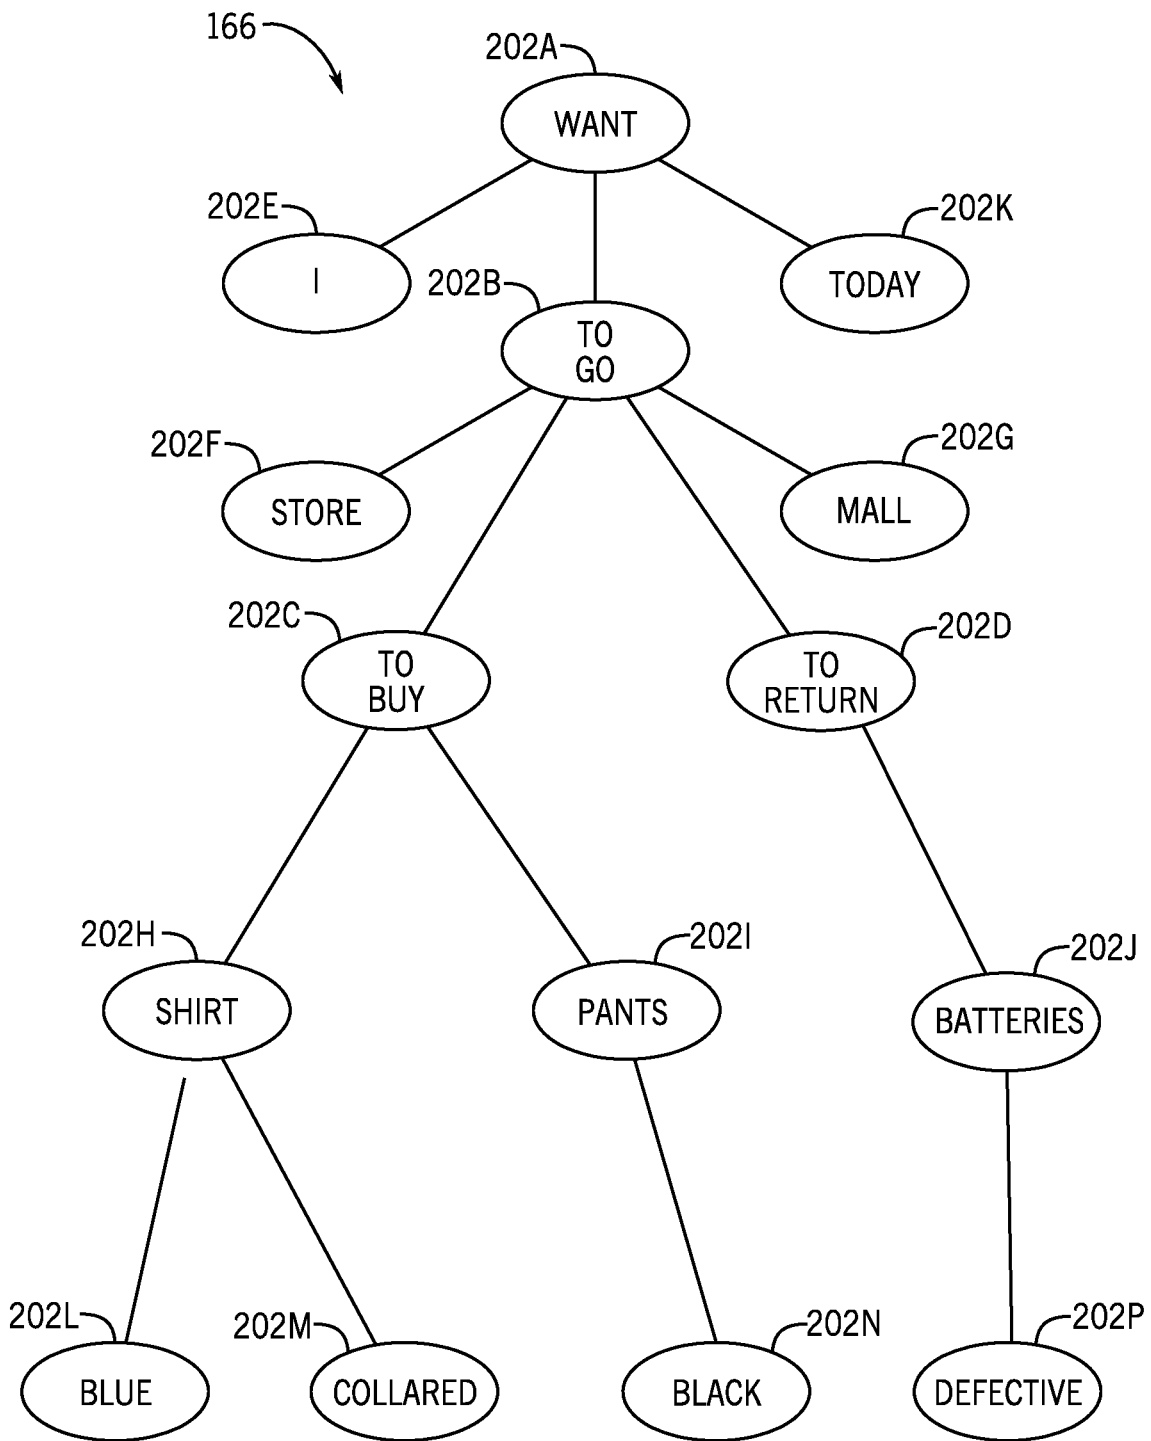 166
202A
WANT
202E
202K
I
TODAY
202B
TO
GO
202F
202G
STORE
MALL
202C
202D
TO
BUY
TO
RETURN
202H
202I
202J
SHIRT
PANTS
BATTERIES
202L
202M
202N
202P
BLUE
COLLARED
BLACK
DEFECTIVE